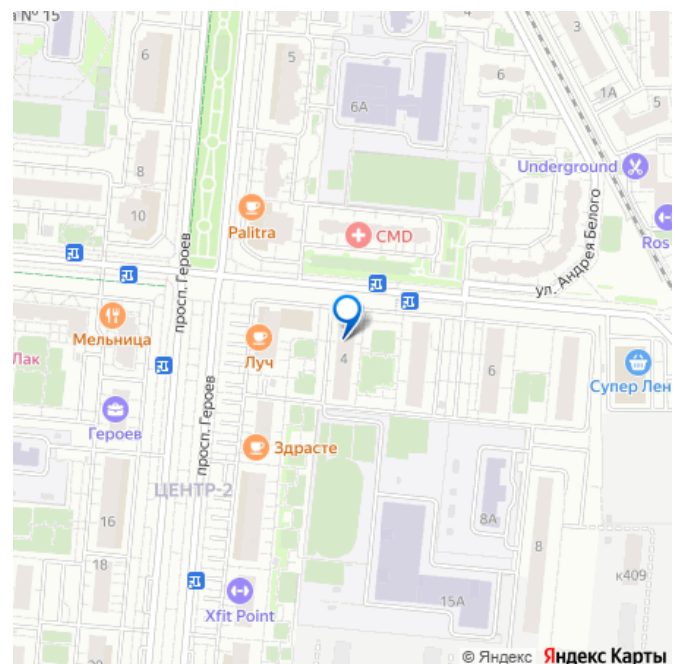 а № 15
6
5
6
1А
5
6А
Underground
8
10
Palitra
CMD
Ros
ул. Андрея Белого
просп. Героев
Мельница
Лак
Луч
4
6
Супер Лен
Героев
просп. Героев
Здрасте
ЦЕНТР-2
16
8А
8
18
15А
к409
Xfit Point
© Яндекс Яндекс Карты